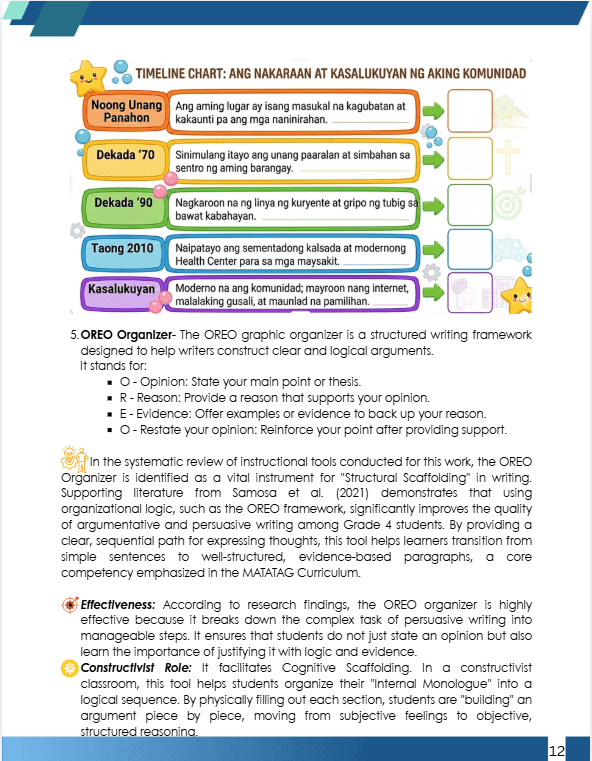 TIMELINE CHART: ANG NAKARAAN AT KASALUKUYAN NG AKING KOMUNIDAD
Noong Unang
Panahon
Ang aming lugar ay isang masukal na kagubatan at
kakaunti pa ang mga naninirahan. ____________
Dekada '70
Sinimulang itayo ang unang paaralan at simbahan sa
sentro ng aming barangay. ____________
Dekada '90
Nagkaroon na ng linya ng kuryente at gripo ng tubig sa
bawat kabahayan. ____________
Taong 2010
Naipatayo ang sementadong kalsada at modernong
Health Center para sa mga maysakit. ____________
Kasalukuyan
Moderno na ang komunidad; mayroon nang internet,
malalaking gusali, at maunlad na pamilihan. ____________
5. OREO Organizer- The OREO graphic organizer is a structured writing framework
designed to help writers construct clear and logical arguments.
It stands for:
▪ O - Opinion: State your main point or thesis.
▪ R - Reason: Provide a reason that supports your opinion.
▪ E - Evidence: Offer examples or evidence to back up your reason.
▪ O - Restate your opinion: Reinforce your point after providing support.
In the systematic review of instructional tools conducted for this work, the OREO
Organizer is identified as a vital instrument for "Structural Scaffolding" in writing.
Supporting literature from Samosa et al. (2021) demonstrates that using
organizational logic, such as the OREO framework, significantly improves the quality
of argumentative and persuasive writing among Grade 4 students. By providing a
clear, sequential path for expressing thoughts, this tool helps learners transition from
simple sentences to well-structured, evidence-based paragraphs, a core
competency emphasized in the MATATAG Curriculum.
Effectiveness: According to research findings, the OREO organizer is highly
effective because it breaks down the complex task of persuasive writing into
manageable steps. It ensures that students do not just state an opinion but also
learn the importance of justifying it with logic and evidence.
Constructivist Role: It facilitates Cognitive Scaffolding. In a constructivist
classroom, this tool helps students organize their "Internal Monologue" into a
logical sequence. By physically filling out each section, students are "building" an
argument piece by piece, moving from subjective feelings to objective,
structured reasoning.
12